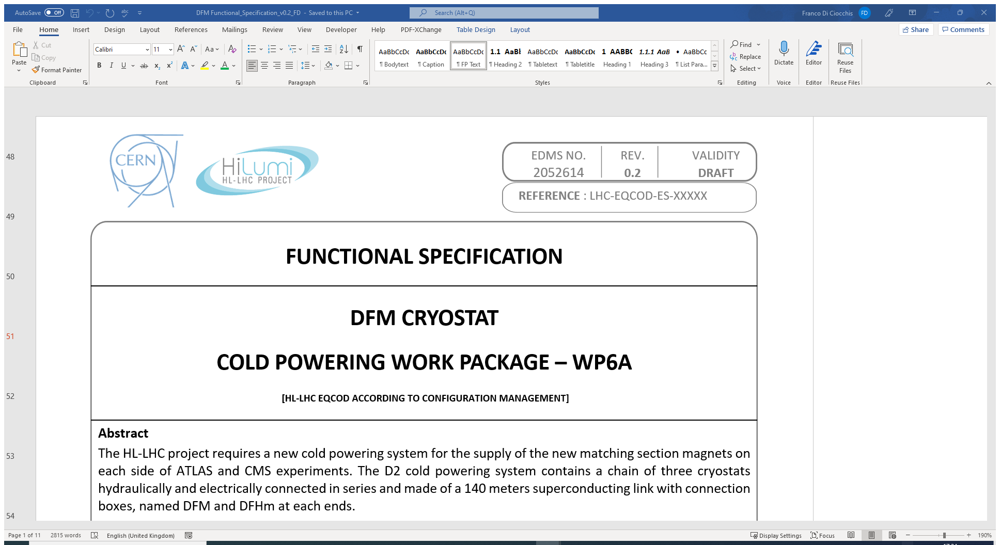 AutoSave Off
DFM Functional_Specification_v0.2_FD - Saved to this PC
Search (Alt+Q)
Franco Di Ciocchis FD
File Home Insert Design Layout References Mailings Review View Developer Help PDF-XChange Table Design Layout
Share Comments
Paste
Cut
Copy
Format Painter
Clipboard
Calibri 11
Font
Paragraph
AaBbCcDc AaBbCcDc AaBbCcDc 1.1 AaBl AaBbCcDc AaBbCcDc 1 AABBC 1.1.1 AaB • AaBbCc
¶ Bodytext ¶ Caption ¶ FP Text ¶ Heading 2 ¶ Tabletext ¶ Tabletitle Heading 1 Heading 3 ¶ List Para...
Styles
Find
Replace
Select
Editing
Dictate
Voice
Editor
Editor
Reuse
Files
Reuse Files
CERN
HiLumi
HL-LHC PROJECT
EDMS NO. REV. VALIDITY
2052614 0.2 DRAFT
REFERENCE : LHC-EQCOD-ES-XXXXX
48
49
50
51
52
53
54
FUNCTIONAL SPECIFICATION
DFM CRYOSTAT
COLD POWERING WORK PACKAGE – WP6A
[HL-LHC EQCOD ACCORDING TO CONFIGURATION MANAGEMENT]
Abstract
The HL-LHC project requires a new cold powering system for the supply of the new matching section magnets on
each side of ATLAS and CMS experiments. The D2 cold powering system contains a chain of three cryostats
hydraulically and electrically connected in series and made of a 140 meters superconducting link with connection
boxes, named DFM and DFHm at each ends.
Page 1 of 11 2815 words English (United Kingdom) Display Settings Focus 190%